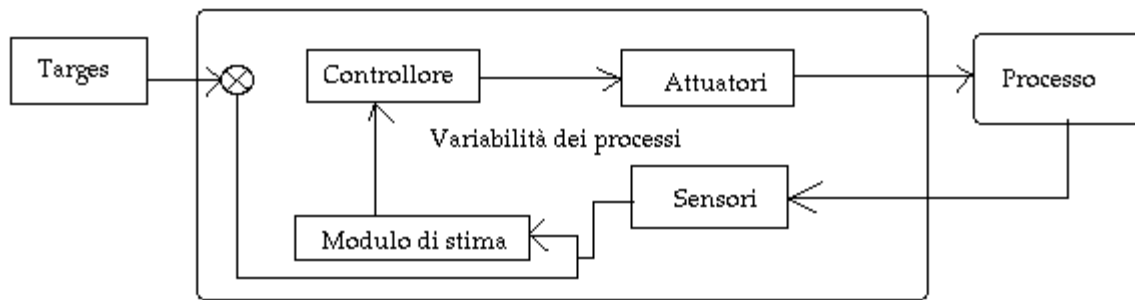 Targes
Controllore
Attuatori
Processo
Variabilità dei processi
Sensori
Modulo di stima